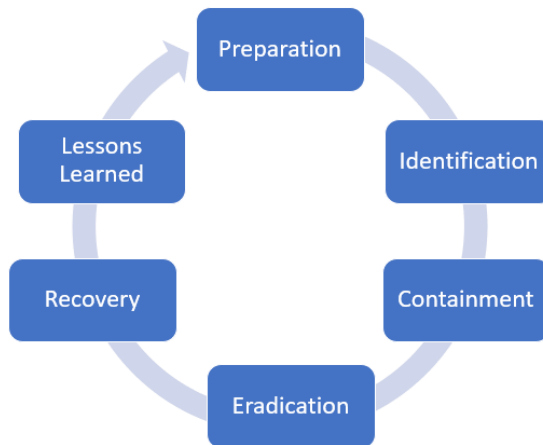 Preparation
Identification
Containment
Eradication
Recovery
Lessons
Learned